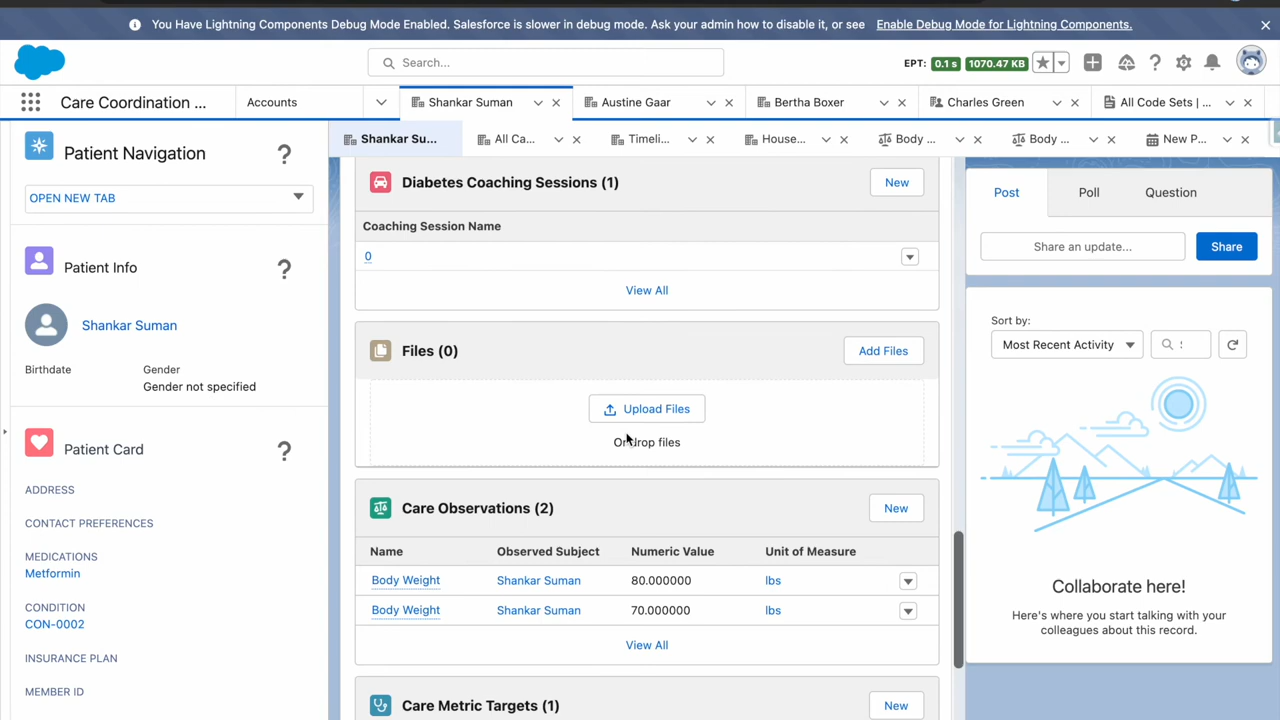 You Have Lightning Components Debug Mode Enabled. Salesforce is slower in debug mode. Ask your admin how to disable it, or see Enable Debug Mode for Lightning Components.
Search...
EPT: 0.1 s 1070.47 KB
Care Coordination ...
Accounts
Shankar Suman
Austine Gaar
Bertha Boxer
Charles Green
All Code Sets | ...
Shankar Su...
All Ca...
Timeli...
House...
Body ...
Body ...
New P...
Patient Navigation
OPEN NEW TAB
Patient Info
Shankar Suman
Birthdate
Gender
Gender not specified
Patient Card
ADDRESS
CONTACT PREFERENCES
MEDICATIONS
Metformin
CONDITION
CON-0002
INSURANCE PLAN
MEMBER ID
Diabetes Coaching Sessions (1)
New
Coaching Session Name
0
View All
Files (0)
Add Files
Upload Files
Or drop files
Care Observations (2)
New
Name Observed Subject Numeric Value Unit of Measure
Body Weight Shankar Suman 80.000000 lbs
Body Weight Shankar Suman 70.000000 lbs
View All
Care Metric Targets (1)
New
Post
Poll
Question
Share an update...
Share
Sort by:
Most Recent Activity
Collaborate here!
Here's where you start talking with your
colleagues about this record.